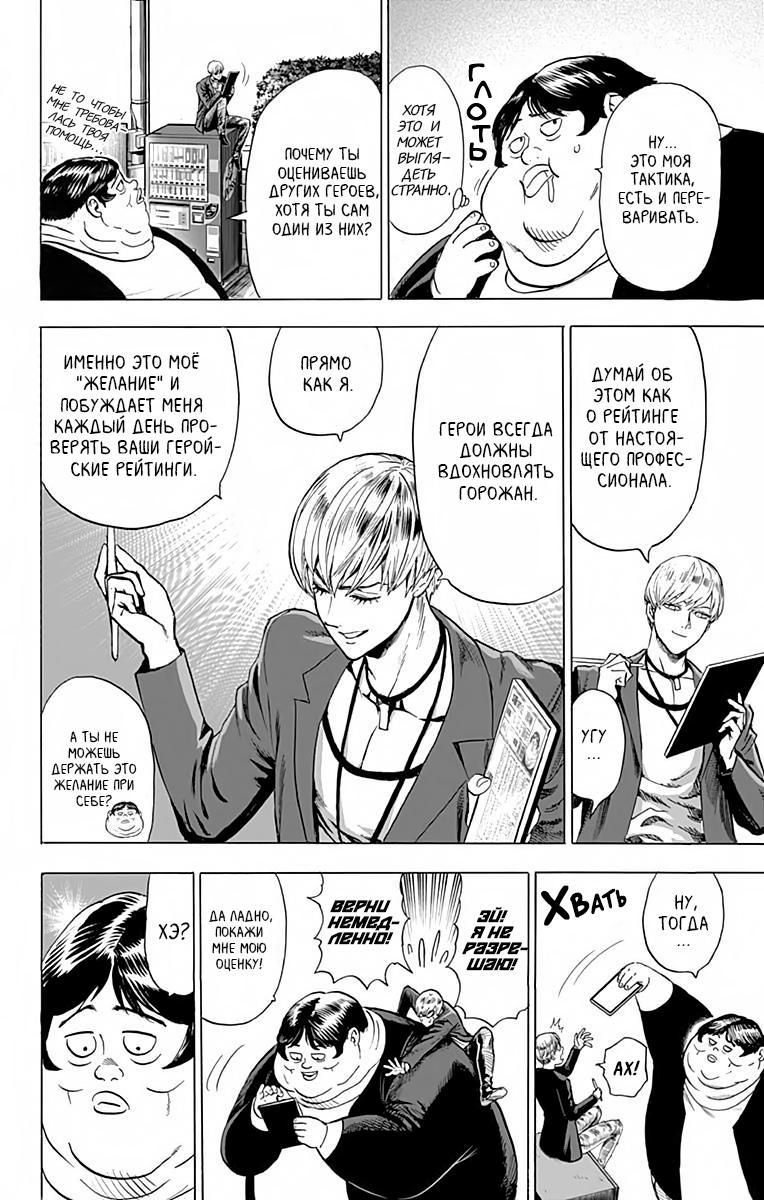 НУ...
ЭТО МОЯ
ТАКТИКА,
ЕСТЬ И ПЕРЕ-
ВАРИВАТЬ.
ГЛОТЬ
ХОТЯ
ЭТО И
МОЖЕТ
ВЫГЛЯ-
ДЕТЬ
СТРАННО.
ПОЧЕМУ ТЫ
ОЦЕНИВАЕШЬ
ДРУГИХ ГЕРОЕВ,
ХОТЯ ТЫ САМ
ОДИН ИЗ НИХ?
НЕ ТО ЧТОБЫ
МНЕ ТРЕБОВА
ЛАСЬ ТВОЯ
ПОМОЩЬ...
ДУМАЙ ОБ
ЭТОМ КАК
О РЕЙТИНГЕ
ОТ НАСТОЯ-
ЩЕГО ПРОФЕС-
СИОНАЛА.
УГУ
...
ГЕРОИ ВСЕГДА
ДОЛЖНЫ
ВДОХНОВЛЯТЬ
ГОРОЖАН.
ПРЯМО
КАК Я.
ИМЕННО ЭТО МОЁ
"ЖЕЛАНИЕ" И
ПОБУЖДАЕТ МЕНЯ
КАЖДЫЙ ДЕНЬ ПРО-
ВЕРЯТЬ ВАШИ ГЕРОЙ-
СКИЕ РЕЙТИНГИ.
А ТЫ НЕ
МОЖЕШЬ
ДЕРЖАТЬ ЭТО
ЖЕЛАНИЕ ПРИ
СЕБЕ?
НУ,
ТОГДА
...
ХВАТЬ
АХ!
ЭЙ!
Я НЕ
РАЗРЕ-
ШАЮ!
ВЕРНИ
НЕМЕД-
ЛЕННО!
ДА ЛАДНО,
ПОКАЖИ
МНЕ МОЮ
ОЦЕНКУ!
ХЭ?